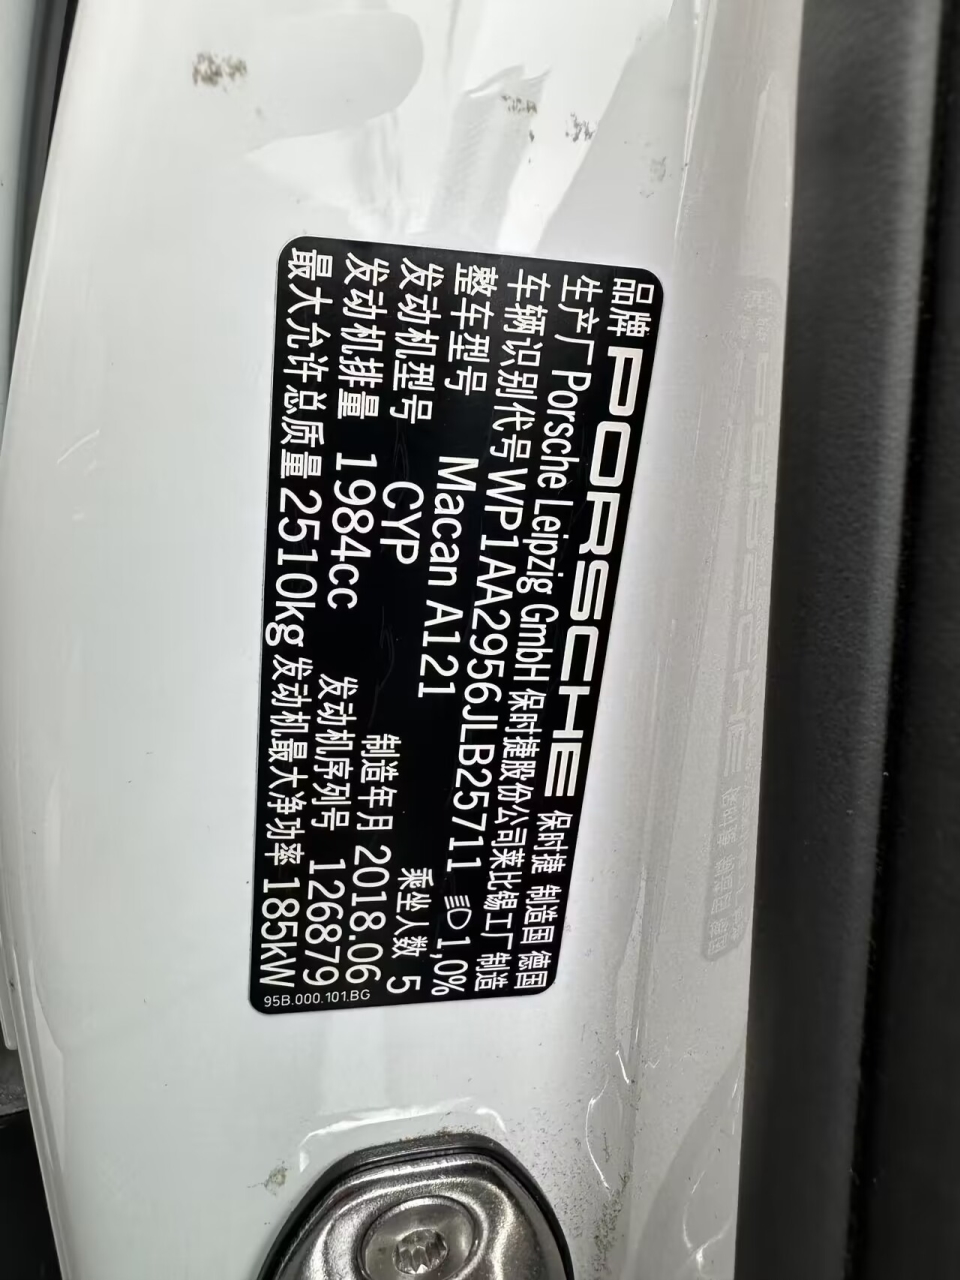 品牌 PORSCHE 保时捷 制造国 德国
生产厂 Porsche Leipzig GmbH 保时捷股份公司莱比锡工厂制造
车辆识别代号 WP1AA2956JLB25711 1,0%
整车型号 Macan A121 乘坐人数 5
发动机型号 CYP 制造年月 2018.06
发动机排量 1984cc 发动机序列号 126879
最大允许总质量 2510kg 发动机最大净功率 185kW
95B.000.101.BG